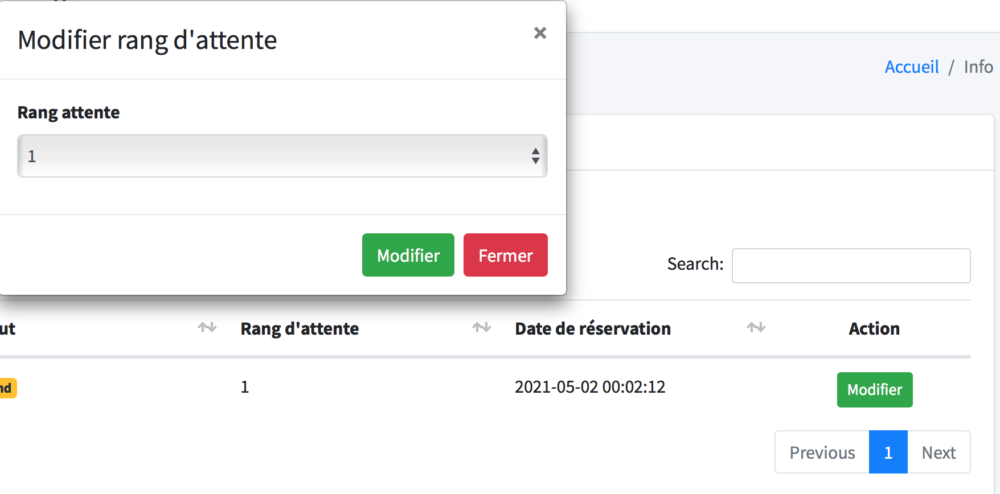 Modifier rang d'attente
×
Accueil / Info
Rang attente
1
Modifier Fermer
Search:
ut Rang d'attente Date de réservation Action
nd 1 2021-05-02 00:02:12 Modifier
Previous 1 Next